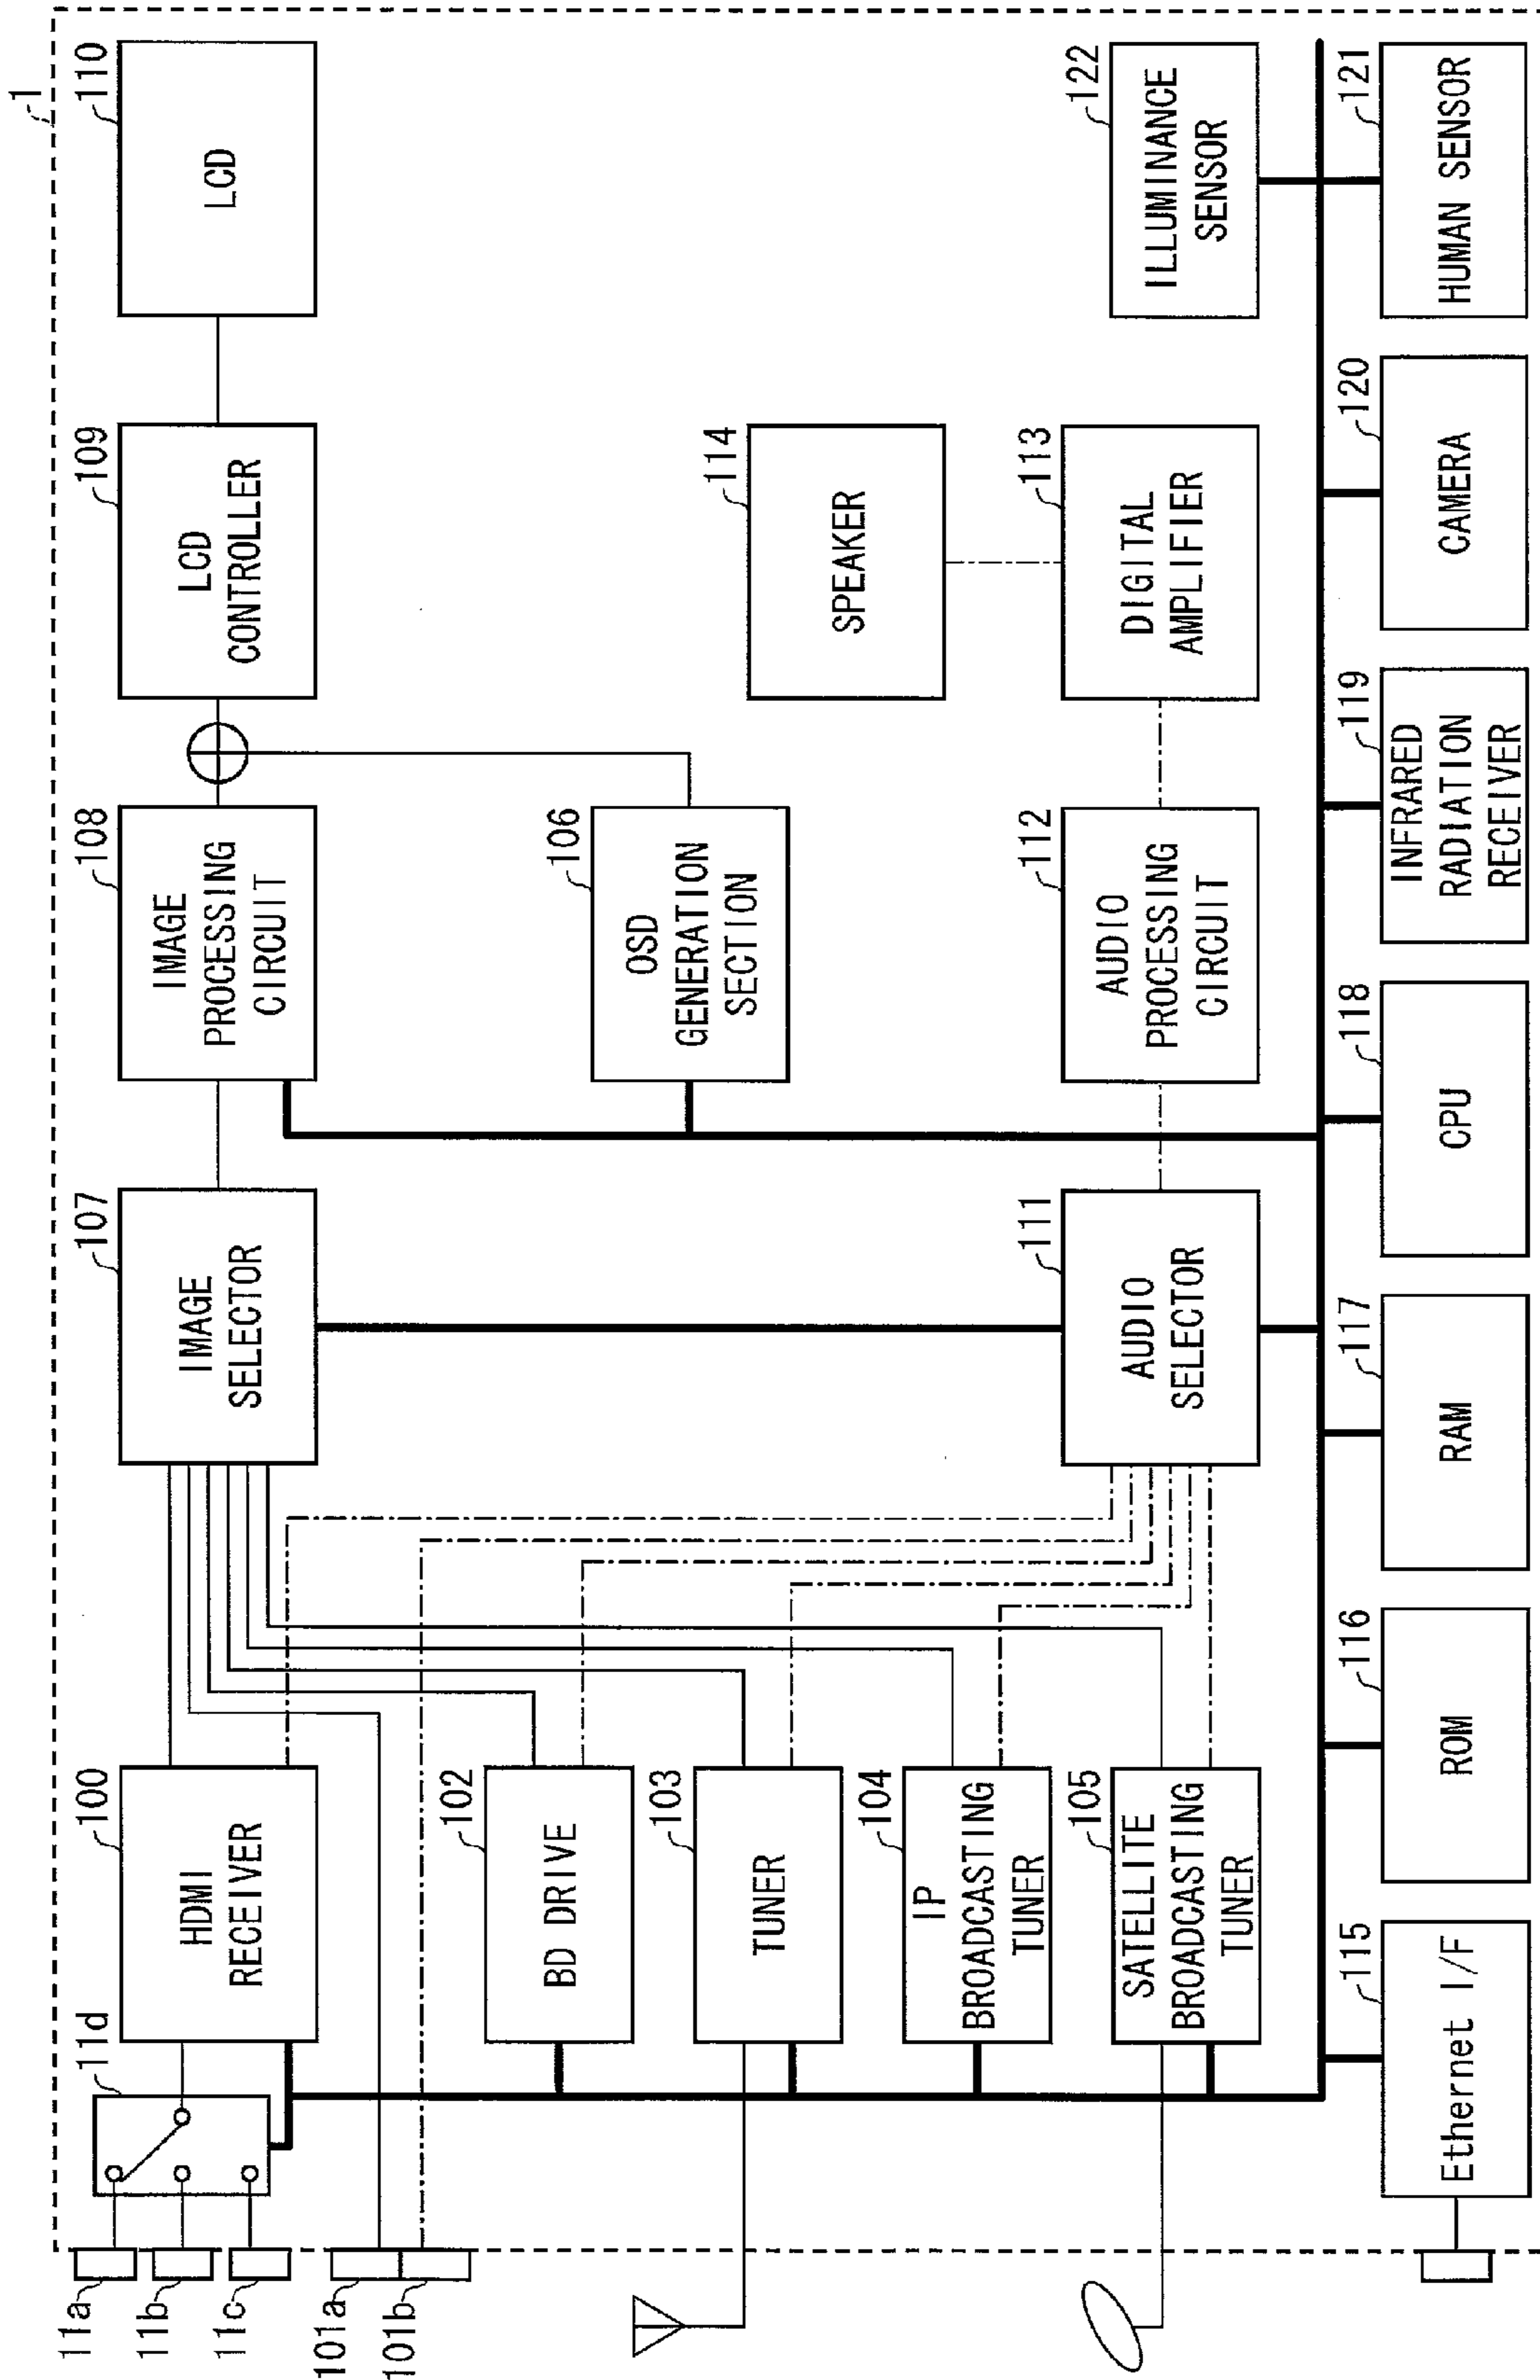 1
11a
11b
11c
11d
101a
101b
100
HDMI
RECEIVER
107
IMAGE
SELECTOR
108
IMAGE
PROCESSING
CIRCUIT
109
LCD
CONTROLLER
110
LCD
102
BD DRIVE
103
TUNER
104
IP
BROADCASTING
TUNER
105
SATELLITE
BROADCASTING
TUNER
106
OSD
GENERATION
SECTION
114
SPEAKER
111
AUDIO
SELECTOR
112
AUDIO
PROCESSING
CIRCUIT
113
DIGITAL
AMPLIFIER
122
ILLUMINANCE
SENSOR
115
Ethernet I/F
116
ROM
117
RAM
118
CPU
119
INFRARED
RADIATION
RECEIVER
120
CAMERA
121
HUMAN SENSOR